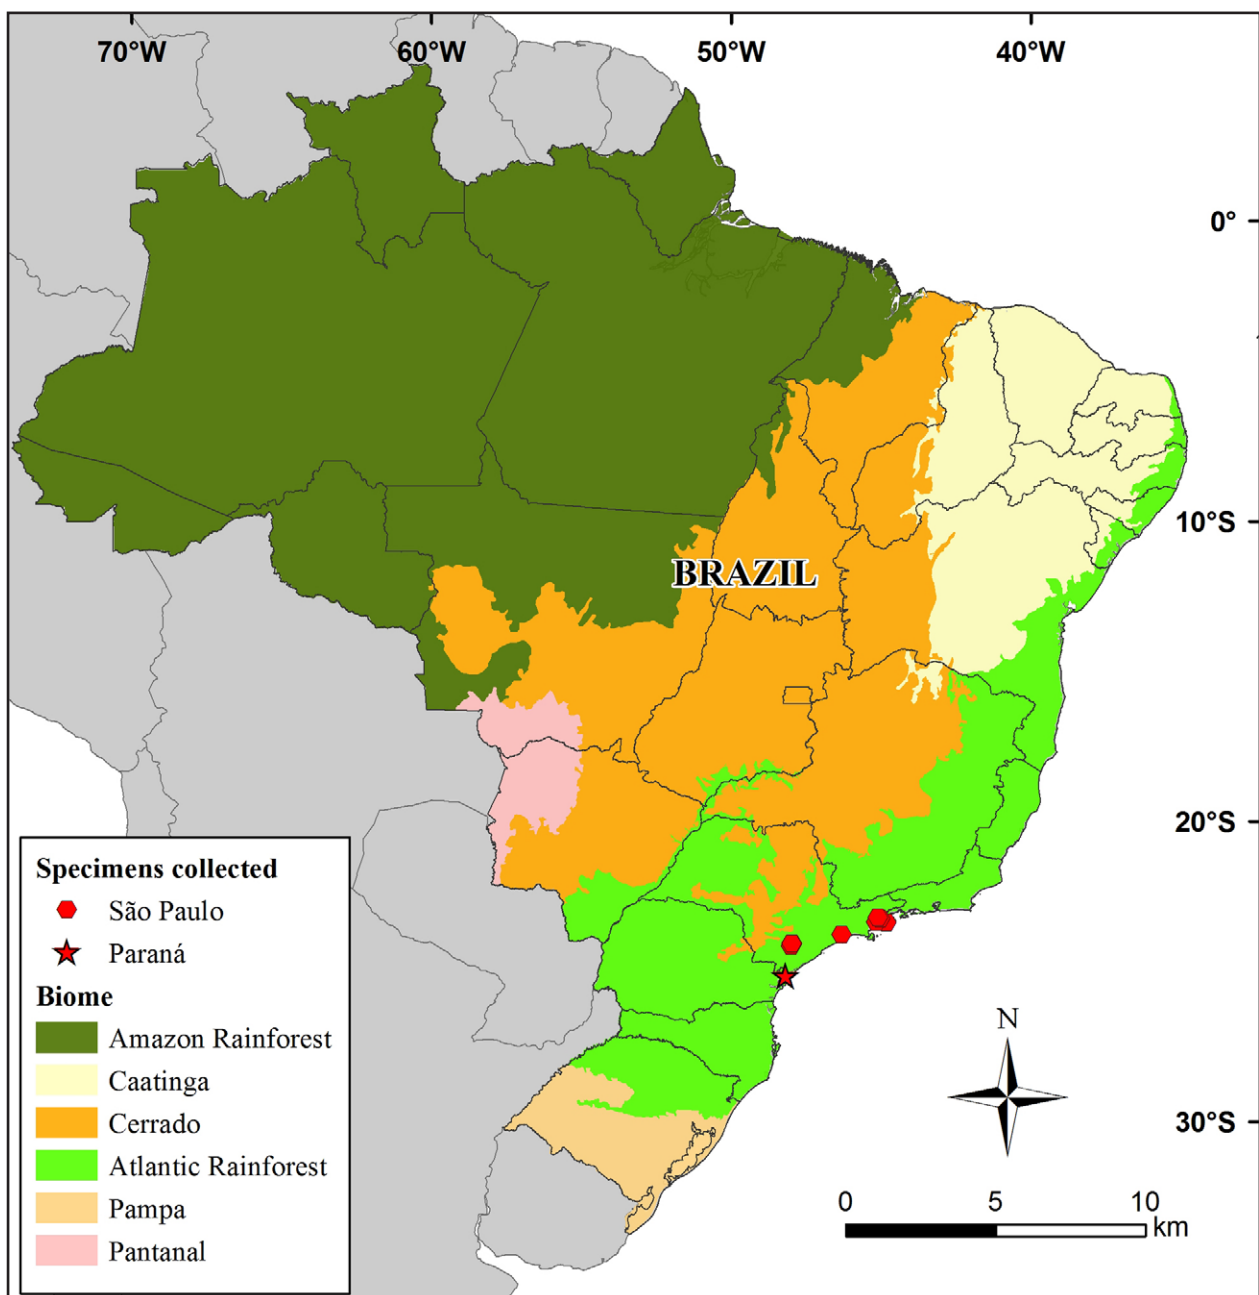 70°W 60°W 50°W 40°W
0°
10°S
BRAZIL
20°S
Specimens collected
São Paulo
Paraná
Biome
Amazon Rainforest
Caatinga
Cerrado
Atlantic Rainforest
Pampa
Pantanal
N
30°S
0 5 10
km